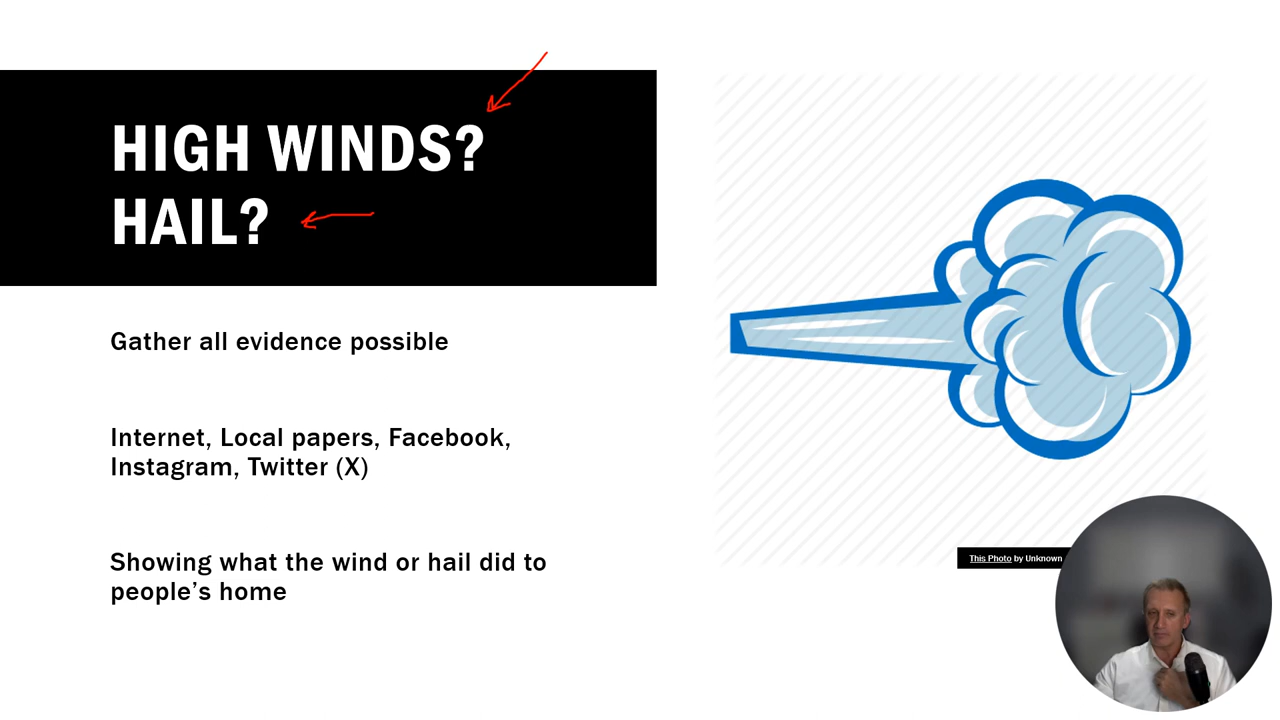 HIGH WINDS?
HAIL?
Gather all evidence possible
Internet, Local papers, Facebook,
Instagram, Twitter (X)
Showing what the wind or hail did to
people’s home
This Photo by Unknown